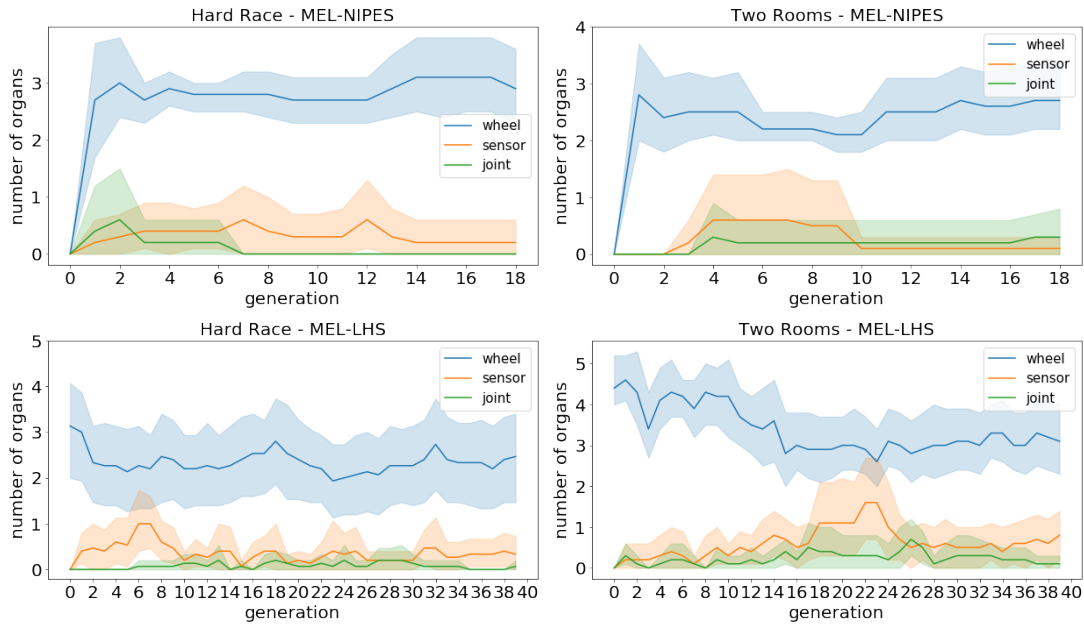 Hard Race - MEL-NIPES
number of organs
3
2
1
0
wheel
sensor
joint
0 2 4 6 8 10 12 14 16 18
generation
Two Rooms - MEL-NIPES
number of organs
4
3
2
1
0
wheel
sensor
joint
0 2 4 6 8 10 12 14 16 18
generation
Hard Race - MEL-LHS
number of organs
5
4
3
2
1
0
wheel
sensor
joint
0 2 4 6 8 10 12 14 16 18 20 22 24 26 28 30 32 34 36 38 40
generation
Two Rooms - MEL-LHS
number of organs
5
4
3
2
1
0
wheel
sensor
joint
0 2 4 6 8 10 12 14 16 18 20 22 24 26 28 30 32 34 36 38 40
generation